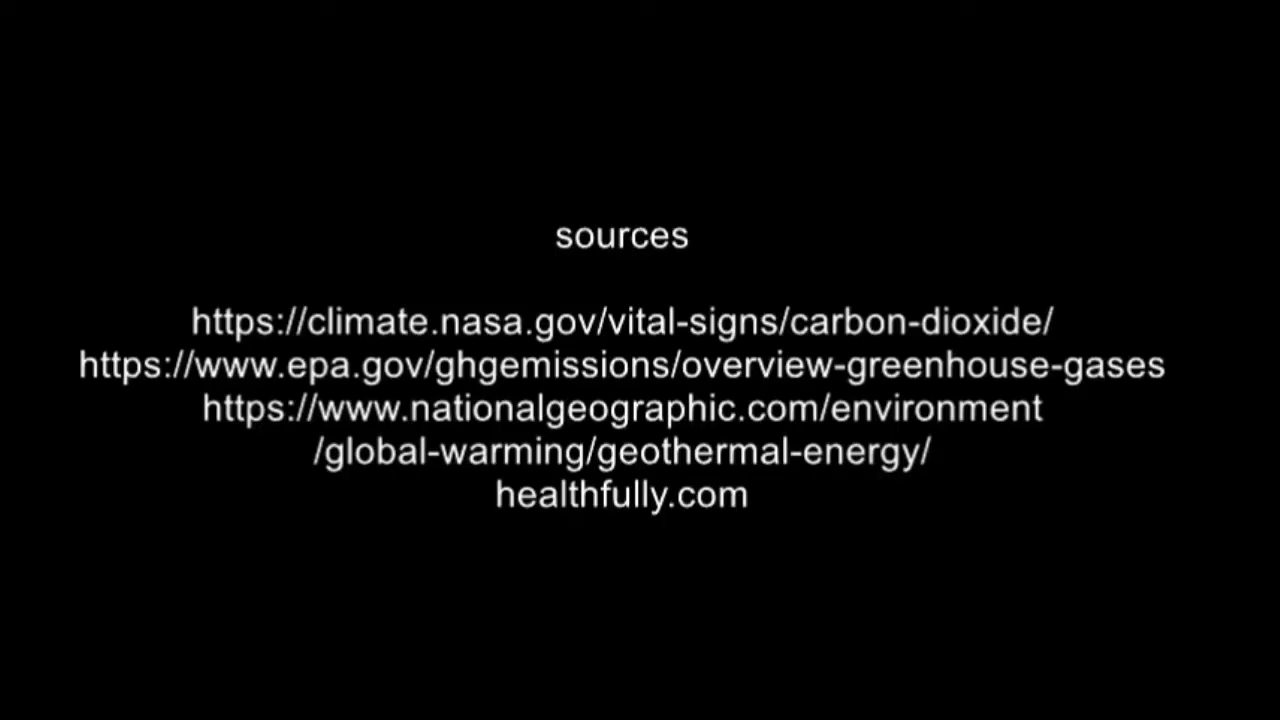 sources
https://climate.nasa.gov/vital-signs/carbon-dioxide/
https://www.epa.gov/ghgemissions/overview-greenhouse-gases
https://www.nationalgeographic.com/environment
/global-warming/geothermal-energy/
healthfully.com